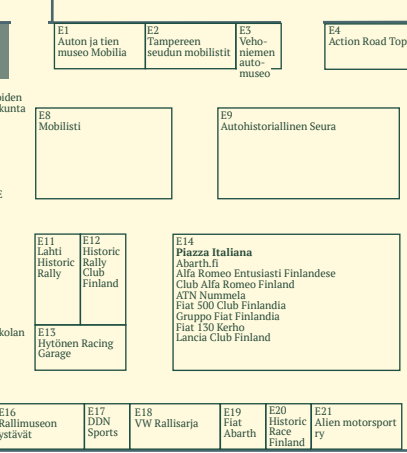 E1
Auton ja tien
museo Mobilia
E2
Tampereen
seudun mobilistit
E3
Veho-
niemen
auto-
museo
E4
Action Road Top
oiden
kunta
E8
Mobilisti
E9
Autohistoriallinen Seura
E
E11
Lahti
Historic
Rally
E12
Historic
Rally
Club
Finland
E13
Hytönen Racing
Garage
E14
Piazza Italiana
Abarth.fi
Alfa Romeo Entusiasti Finlandese
Club Alfa Romeo Finland
ATN Nummela
Fiat 500 Club Finlandia
Gruppo Fiat Finlandia
Fiat 130 Kerho
Lancia Club Finland
kolan
E16
Rallimuseon
ystävät
E17
DDN
Sports
E18
VW Rallisarja
E19
Fiat
Abarth
E20
Historic
Race
Finland
E21
Alien motorsport
ry